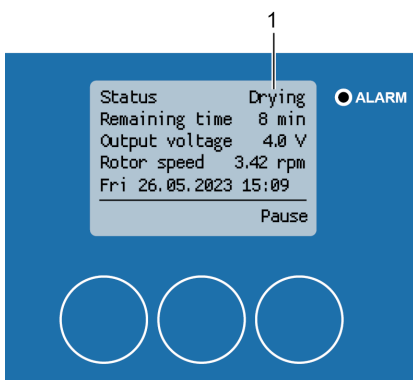 1
Status Drying
ALARM
Remaining time 8 min
Output voltage 4.0 V
Rotor speed 3.42 rpm
Fri 26.05.2023 15:09
Pause